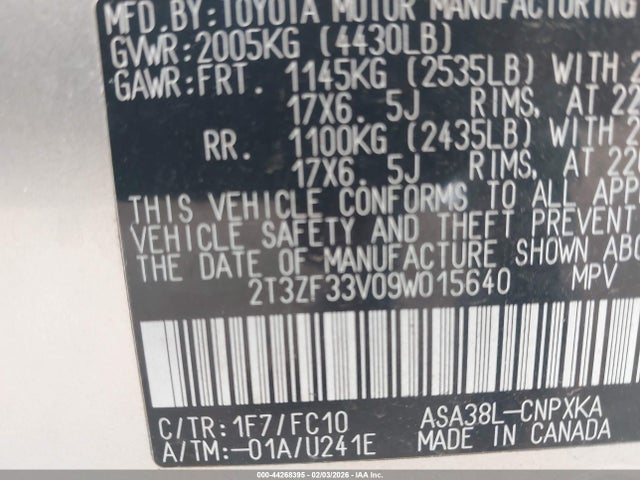 MFD. BY: TOYOTA MOTOR MANUFACTURING
GVWR: 2005KG (4430LB)
GAWR: FRT. 1145KG (2535LB) WITH
17X6. 5J RIMS, AT
RR. 1100KG (2435LB) WITH
17X6. 5J RIMS, AT
THIS VEHICLE CONFORMS TO ALL
VEHICLE SAFETY AND THEFT PREVENT
THE DATE OF MANUFACTURE SHOWN
2T3ZF33V09W015640 MPV
C/TR: 1F7/FC10 ASA38L-CNPXKA
A/TM:-01A/U241E MADE IN CANADA
000-44268395 02/03/2026 IAAI.CA